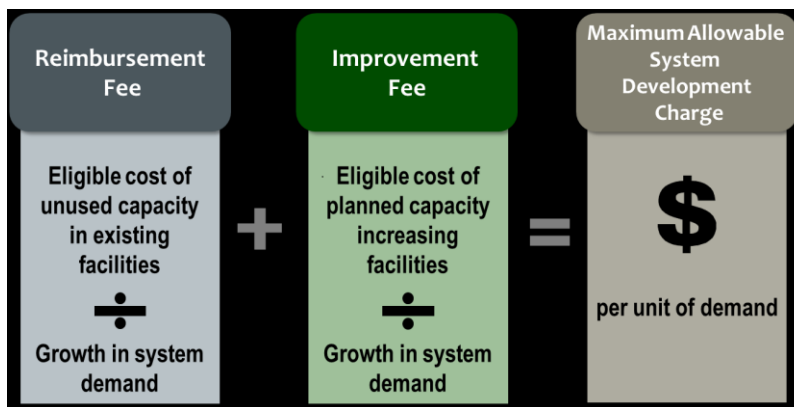 Reimbursement
Fee
Eligible cost of
unused capacity
in existing
facilities
÷
Growth in system
demand
+
Improvement
Fee
Eligible cost of
planned capacity
increasing
facilities
÷
Growth in system
demand
=
Maximum Allowable
System
Development
Charge
$
per unit of demand